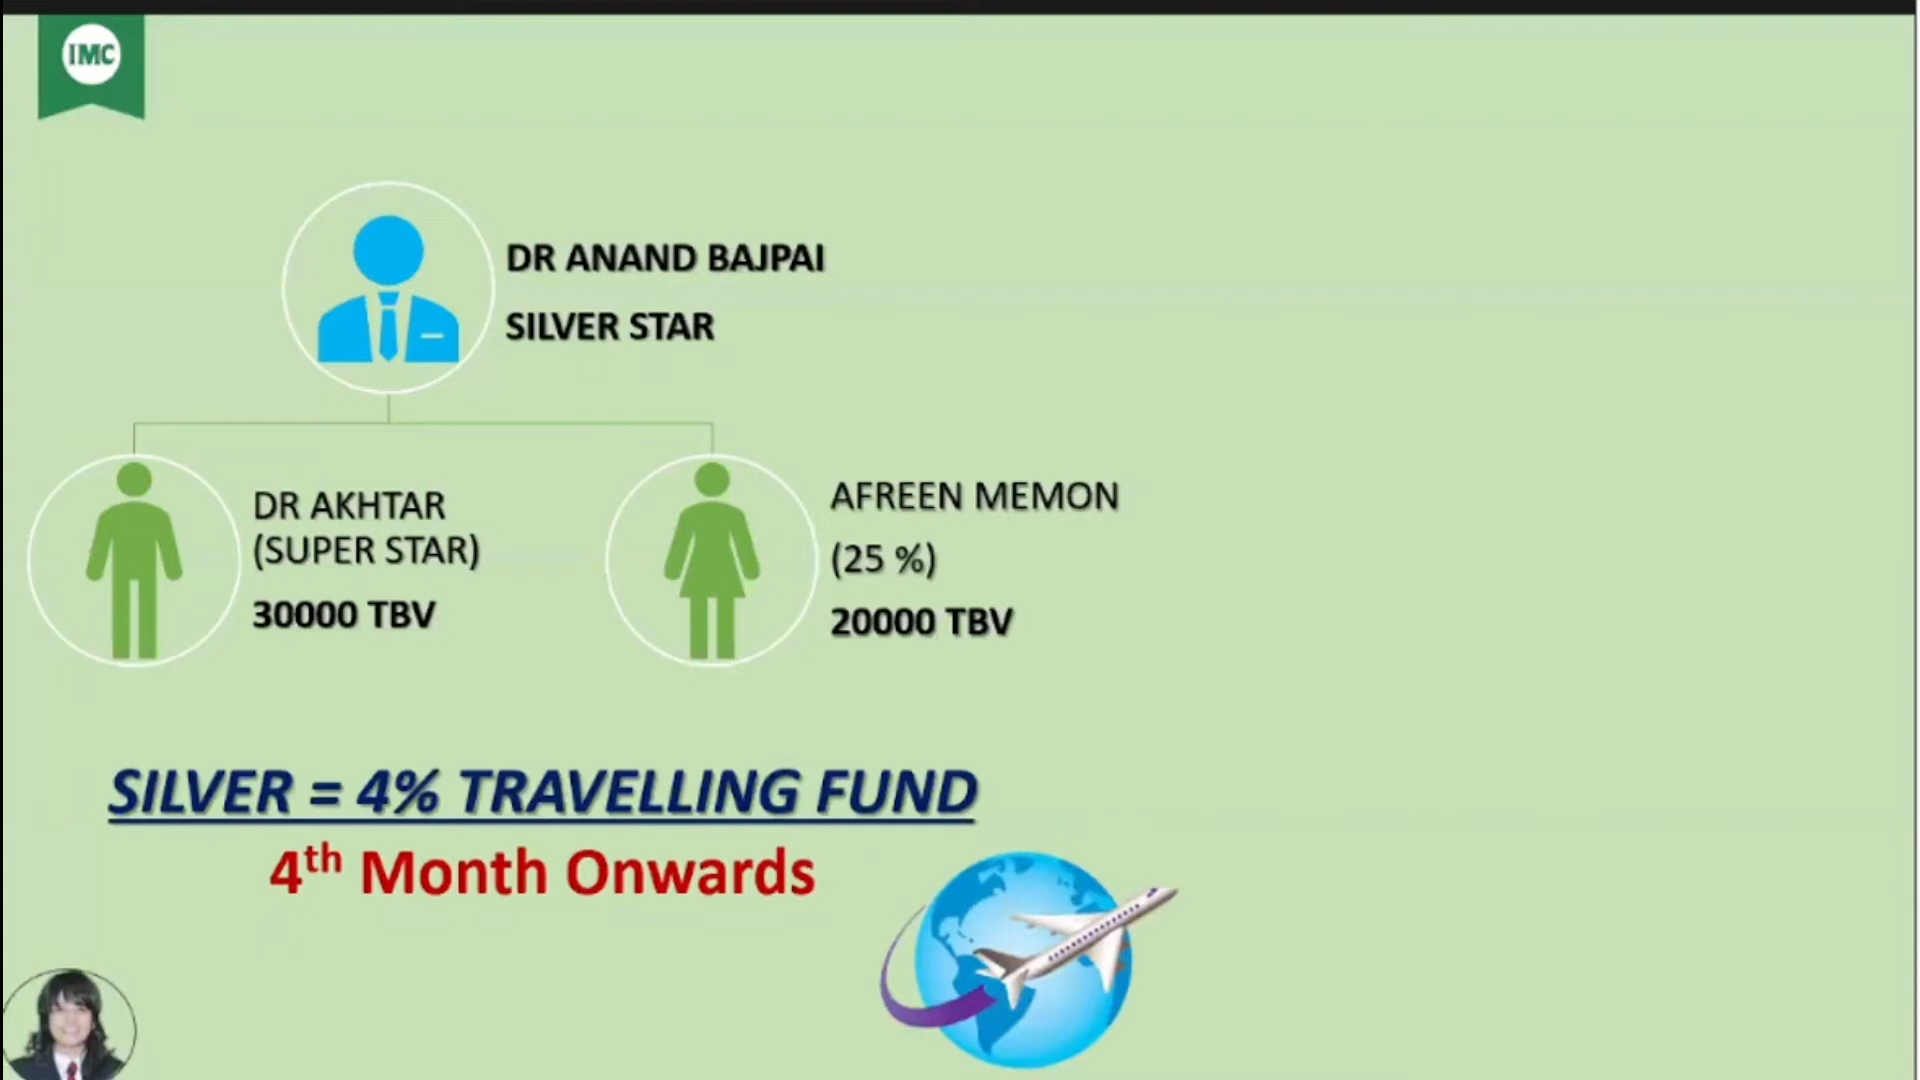 IMC
DR ANAND BAJPAI
SILVER STAR
DR AKHTAR
(SUPER STAR)
30000 TBV
AFREEN MEMON
(25 %)
20000 TBV
SILVER = 4% TRAVELLING FUND
4th Month Onwards